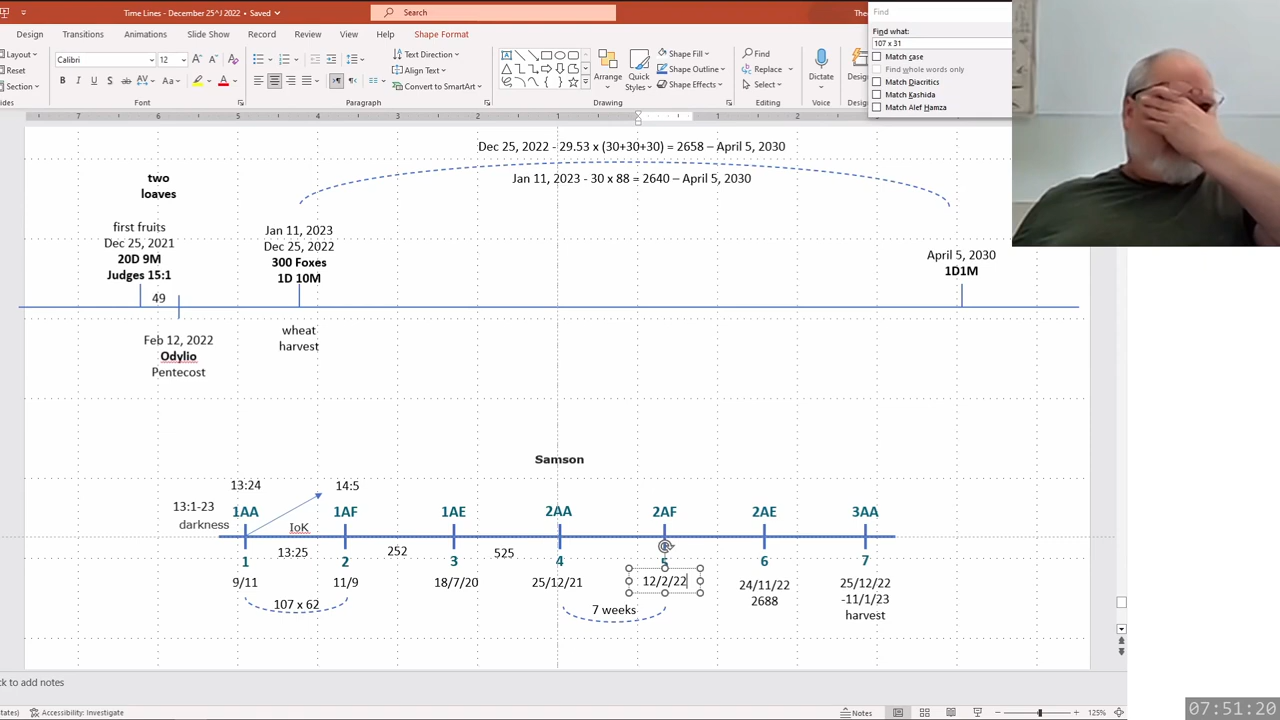 Time Lines - December 25^J 2022 • Saved
Search
Find
Find what:
107 x 31
Match case
Find whole words only
Match Diacritics
Match Kashida
Match Alef Hamza
Design
Transitions
Animations
Slide Show
Record
Review
View
Help
Shape Format
Layout
Reset
Section
Calibri
12
Font
Text Direction
Align Text
Convert to SmartArt
Paragraph
Arrange
Quick
Styles
Shape Fill
Shape Outline
Shape Effects
Drawing
Find
Replace
Select
Editing
Dictate
Voice
Dec 25, 2022 - 29.53 x (30+30+30) = 2658 – April 5, 2030
Jan 11, 2023 - 30 x 88 = 2640 – April 5, 2030
two
loaves
first fruits
Dec 25, 2021
20D 9M
Judges 15:1
49
Feb 12, 2022
Odylio
Pentecost
Jan 11, 2023
Dec 25, 2022
300 Foxes
1D 10M
wheat
harvest
April 5, 2030
1D1M
Samson
13:24
14:5
13:1-23
darkness
1AA
1AF
1AE
2AA
2AF
2AE
3AA
IoK
13:25
252
525
1
2
3
4
5
6
7
9/11
11/9
18/7/20
25/12/21
12/2/22
24/11/22
2688
25/12/22
-11/1/23
harvest
107 x 62
7 weeks
ck to add notes
Accessibility: Investigate
Notes
125%
07:51:20